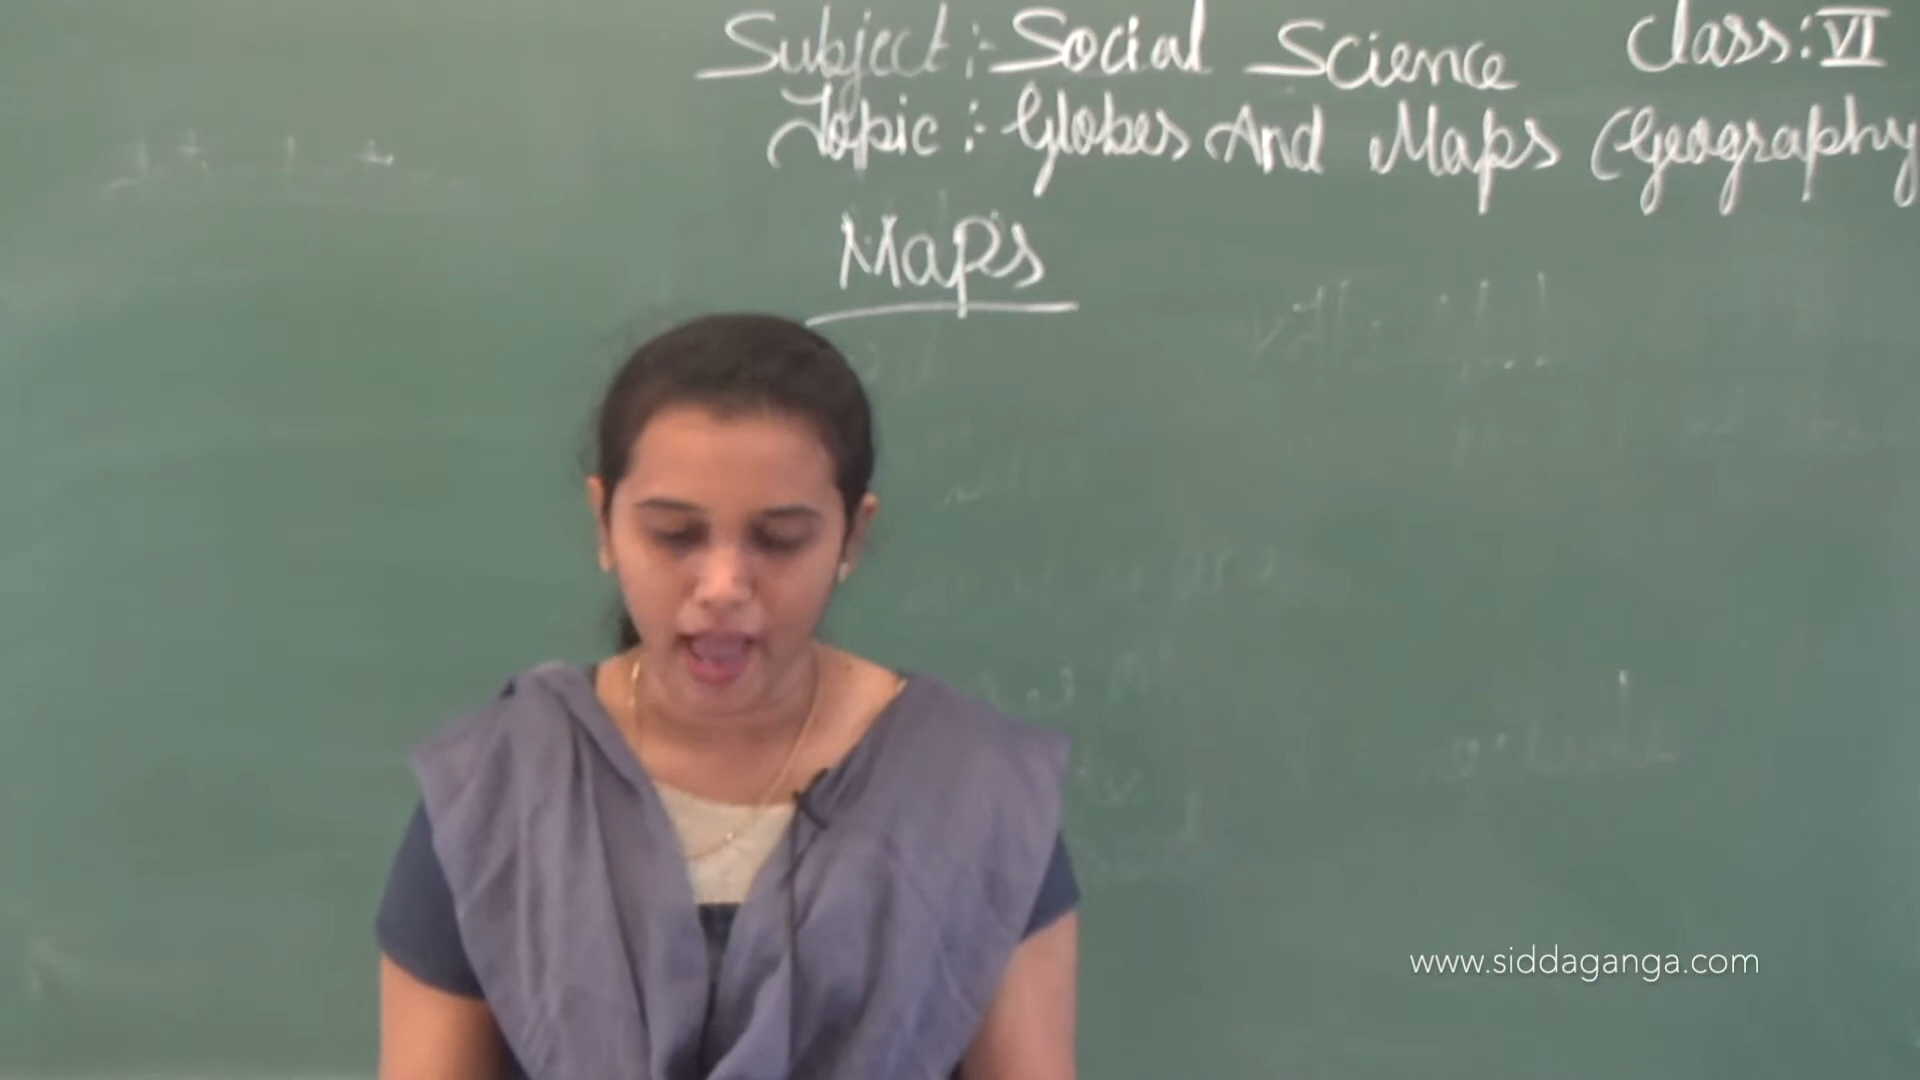 Subject :- Social Science Class: VI
Topic :- Globes And Maps (Geography
Maps
www.siddaganga.com